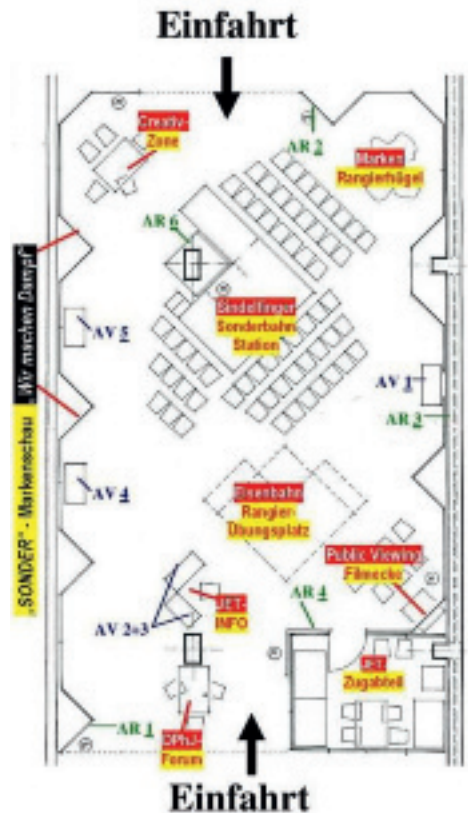 Einfahrt
Creativ-
Zone
AR 2
Marken
Rangierhügel
AR 6
"Wir machen Dampf"
"SONDER" - Markenschau
Sindelfinger
Sonderbahn
Station
AV 5
AV 1
AR 3
AV 4
Eisenbahn
Rangier-
Übungsplatz
Public Viewing
Filmecke
JET-
INFO
AR 4
AV 2+3
JET-
Zugabteil
AR 1
DPhJ-
Forum
Einfahrt